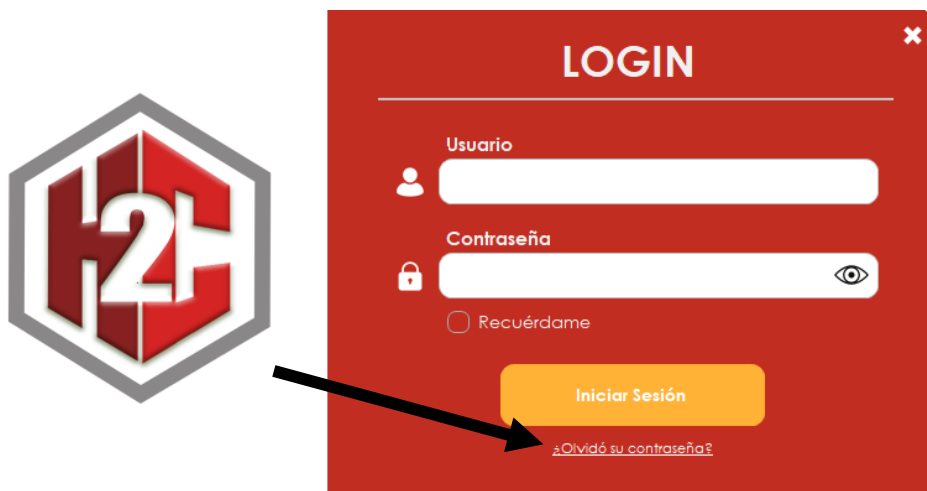 H2C
LOGIN
Usuario
Contraseña
Recuérdame
Iniciar Sesión
¿Olvidó su contraseña?